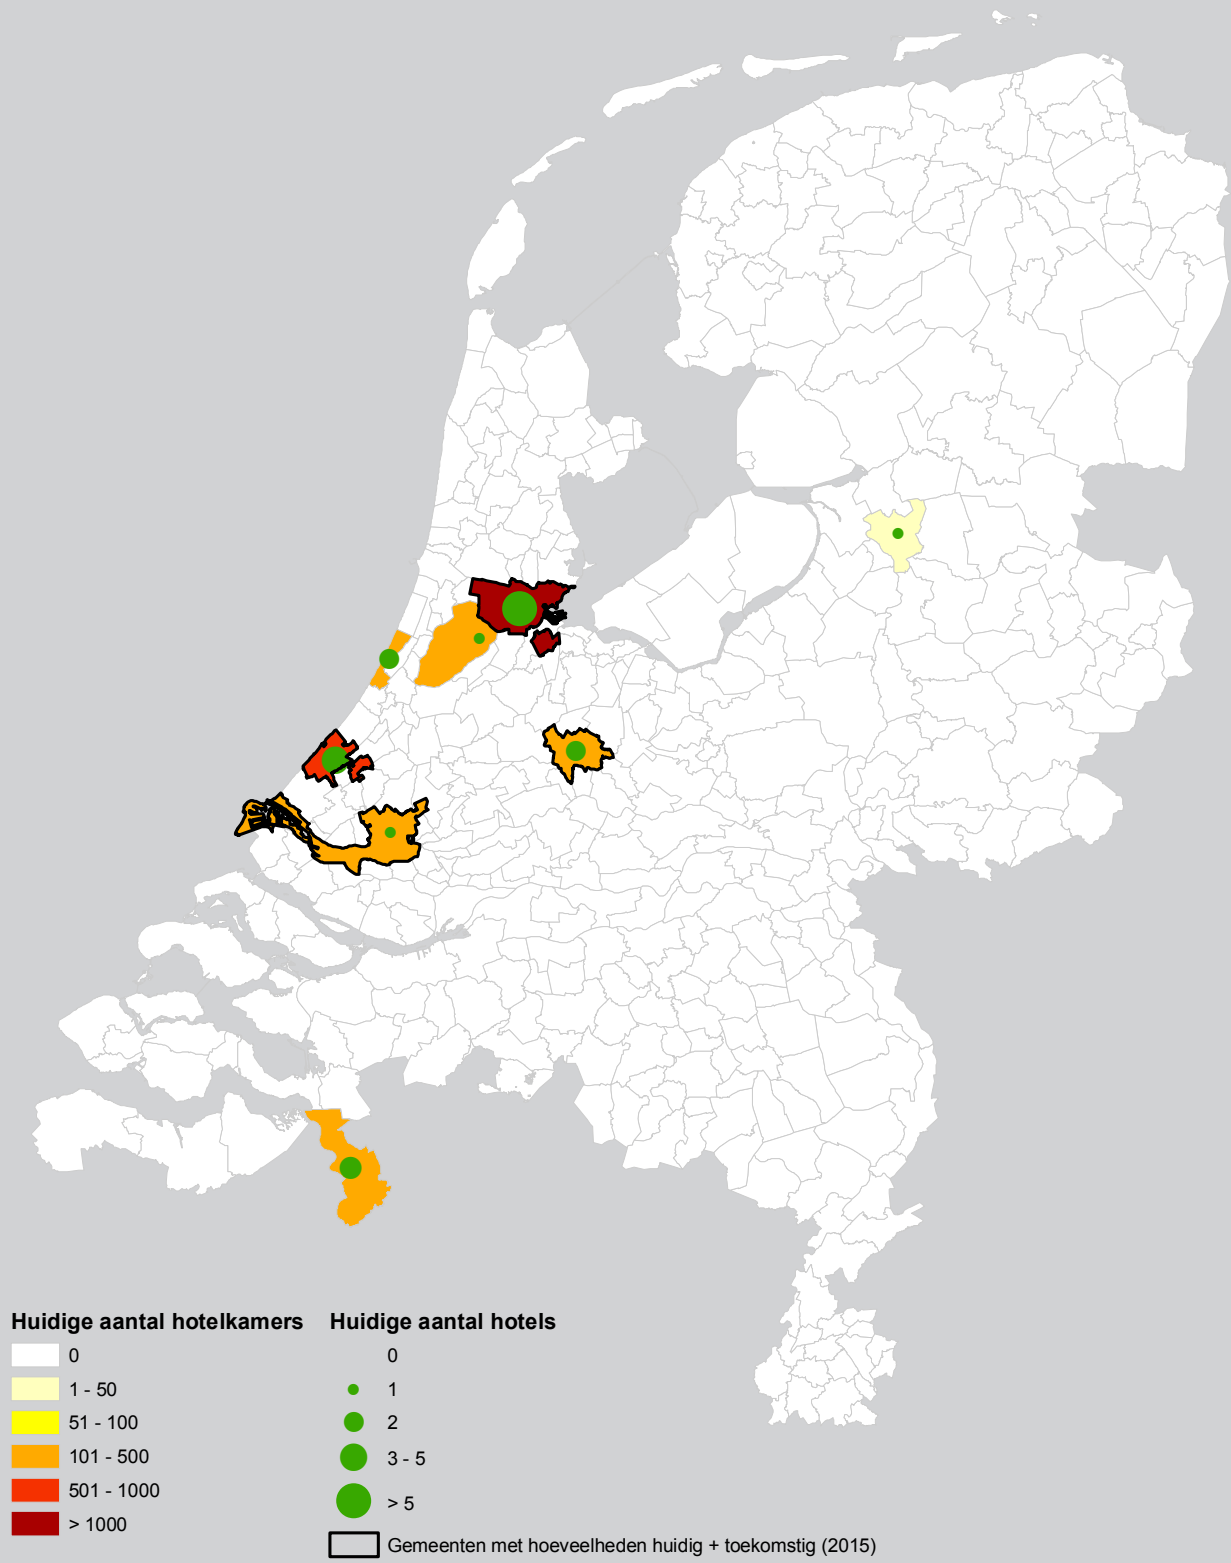 Huidige aantal hotelkamers
0
1 - 50
51 - 100
101 - 500
501 - 1000
> 1000
Huidige aantal hotels
0
1
2
3 - 5
> 5
Gemeenten met hoeveelheden huidig + toekomstig (2015)